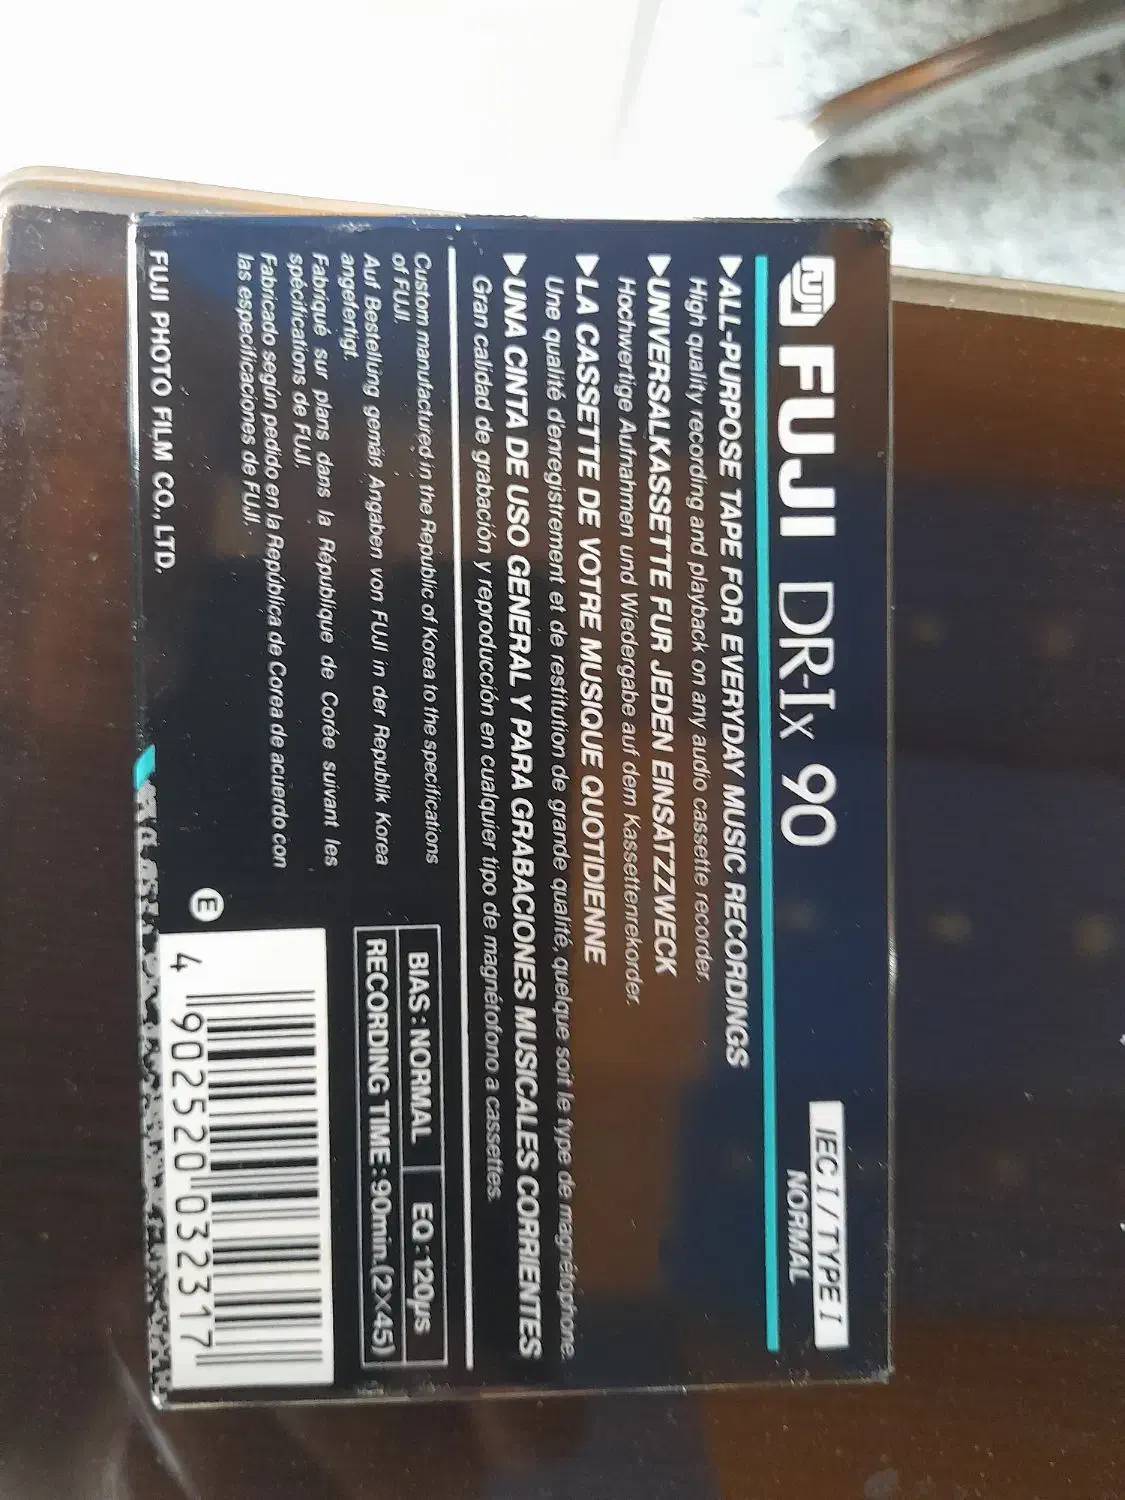 FUJI FUJI DR-Ix 90
IEC I / TYPE I
NORMAL
▶ALL-PURPOSE TAPE FOR EVERYDAY MUSIC RECORDINGS
High quality recording and playback on any audio cassette recorder.
▶UNIVERSALKASSETTE FUR JEDEN EINSATZZWECK
Hochwertige Aufnahmen und Wiedergabe auf dem Kassettenrekorder.
▶LA CASSETTE DE VOTRE MUSIQUE QUOTIDIENNE
Une qualité d'enregistrement et de restitution de grande qualité, quelque soit le type de magnétophone.
▶UNA CINTA DE USO GENERAL Y PARA GRABACIONES MUSICALES CORRIENTES
Gran calidad de grabación y reproducción en cualquier tipo de magnetofono a cassettes.
Custom manufactured in the Republic of Korea to the specifications
of FUJI.
Auf Bestellung gemäß Angaben von FUJI in der Republik Korea
angefertigt.
Fabriqué sur plans dans la République de Corée suivant les
spécifications de FUJI.
Fabricado según pedido en la República de Corea de acuerdo con
las especificaciones de FUJI.
FUJI PHOTO FILM CO., LTD.
BIAS : NORMAL EQ : 120μs
RECORDING TIME : 90min.(2X45)
E
4 902520 032317